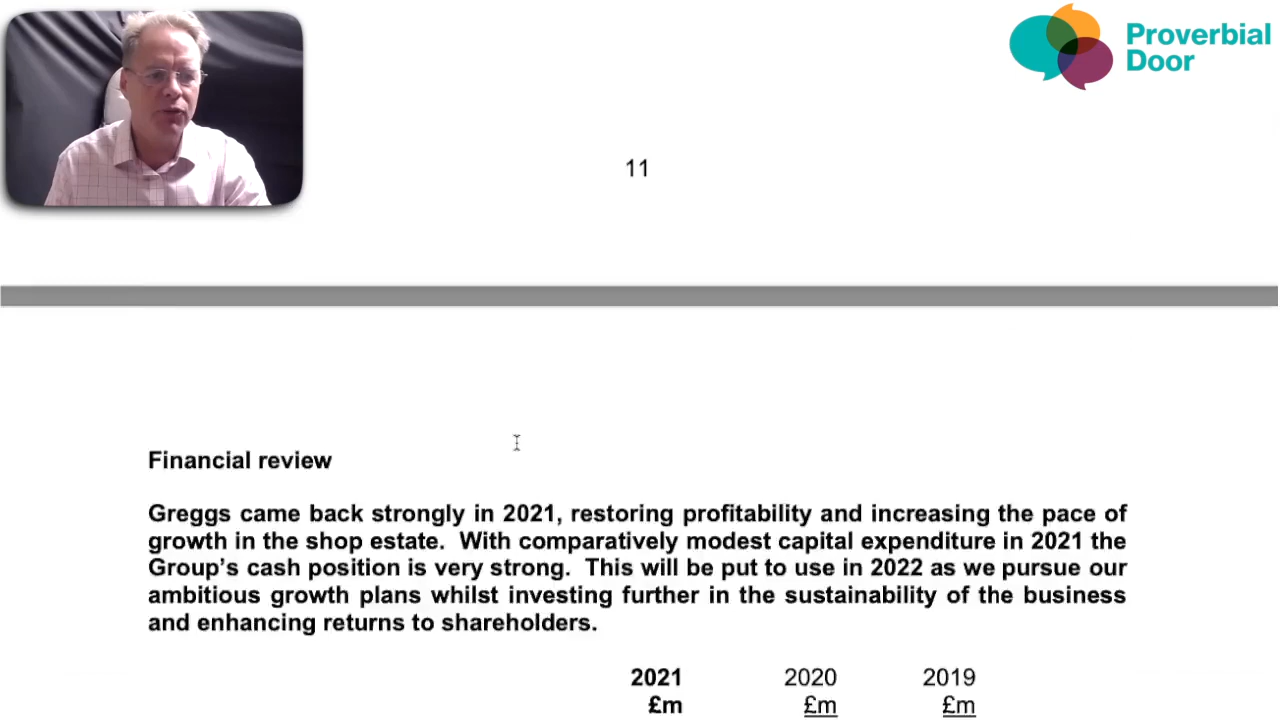 Proverbial
Door
11
Financial review
Greggs came back strongly in 2021, restoring profitability and increasing the pace of
growth in the shop estate. With comparatively modest capital expenditure in 2021 the
Group's cash position is very strong. This will be put to use in 2022 as we pursue our
ambitious growth plans whilst investing further in the sustainability of the business
and enhancing returns to shareholders.
2021 2020 2019
£m £m £m